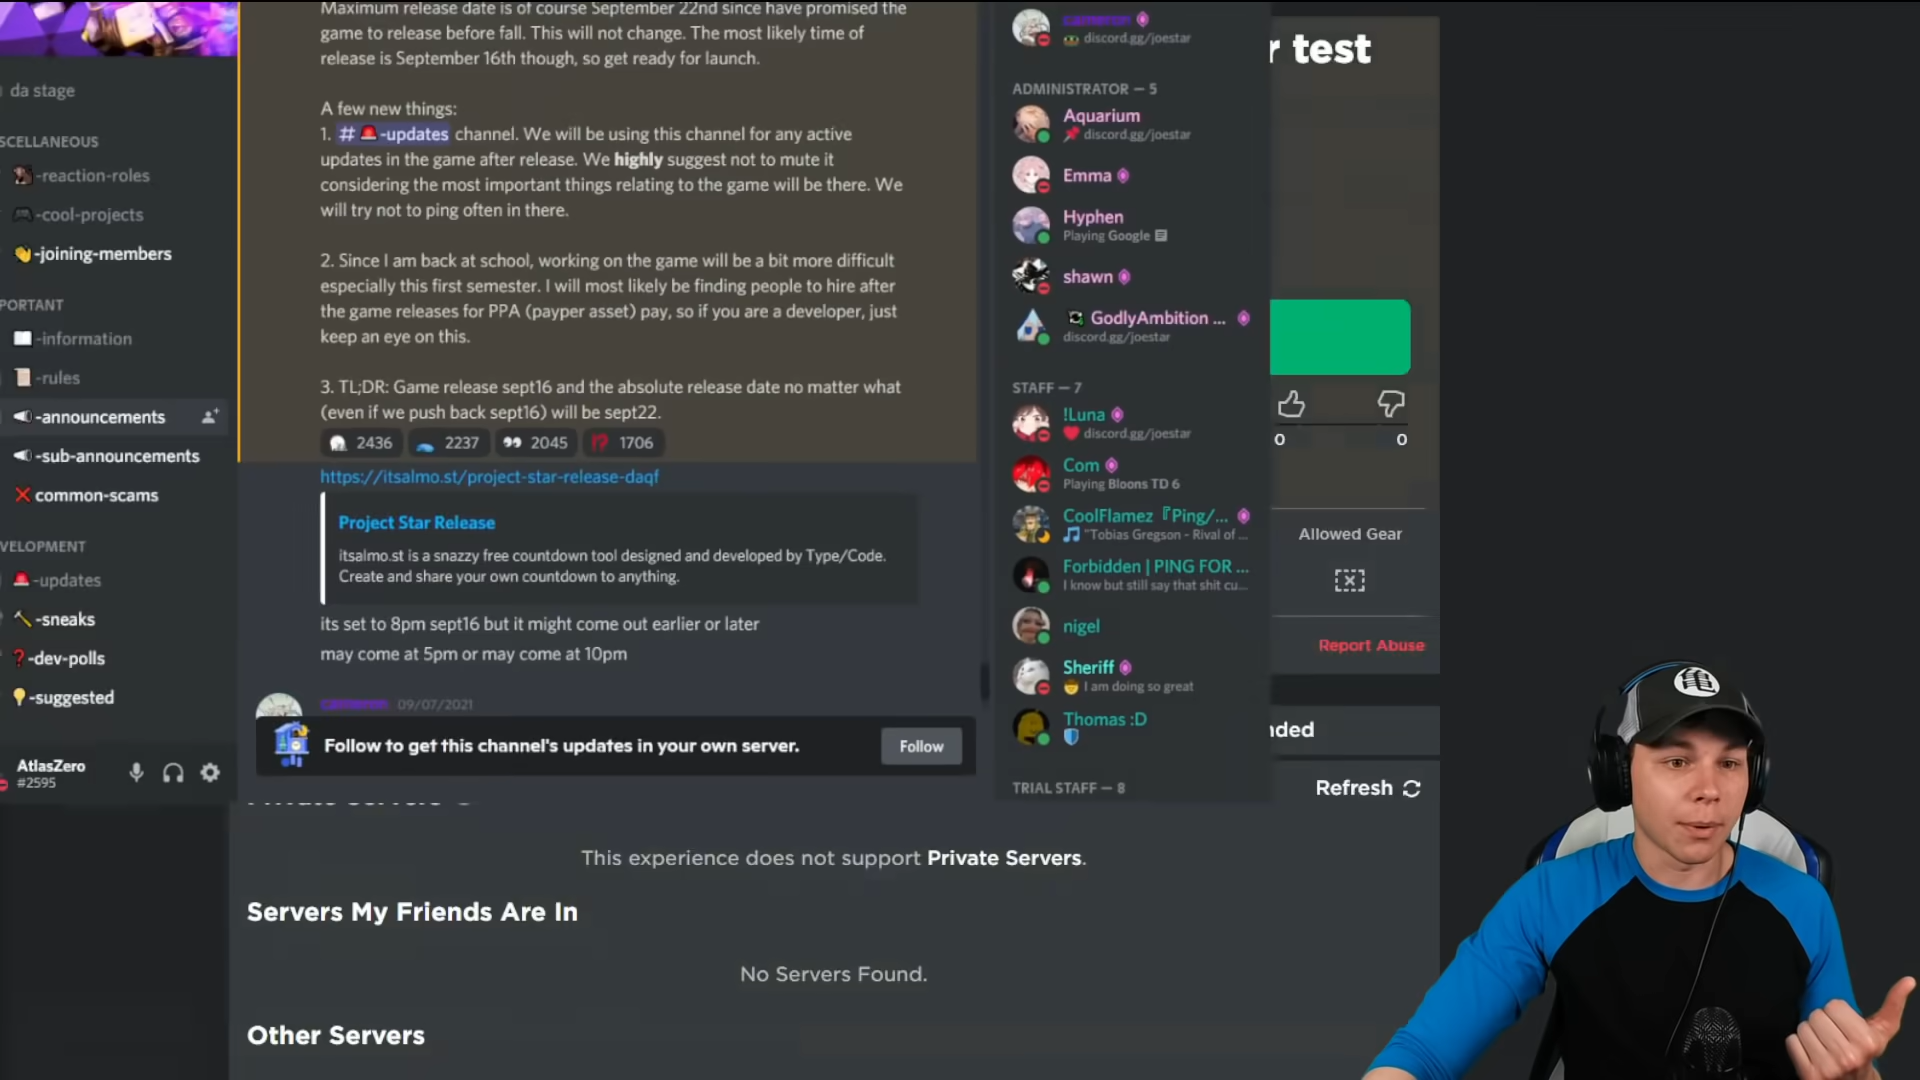 da stage
SCELLANEOUS
-reaction-roles
-cool-projects
-joining-members
PORTANT
-information
-rules
-announcements
-sub-announcements
common-scams
VELOPMENT
-updates
-sneaks
-dev-polls
-suggested
AtlasZero
#2595
Maximum release date is of course September 22nd since have promised the
game to release before fall. This will not change. The most likely time of
release is September 16th though, so get ready for launch.
A few new things:
1. # -updates channel. We will be using this channel for any active
updates in the game after release. We highly suggest not to mute it
considering the most important things relating to the game will be there. We
will try not to ping often in there.
2. Since I am back at school, working on the game will be a bit more difficult
especially this first semester. I will most likely be finding people to hire after
the game releases for PPA (payper asset) pay, so if you are a developer, just
keep an eye on this.
3. TL;DR: Game release sept16 and the absolute release date no matter what
(even if we push back sept16) will be sept22.
2436 2237 2045 1706
https://itsalmo.st/project-star-release-daqf
Project Star Release
itsalmo.st is a snazzy free countdown tool designed and developed by Type/Code.
Create and share your own countdown to anything.
its set to 8pm sept16 but it might come out earlier or later
may come at 5pm or may come at 10pm
cameron 09/07/2021
Follow to get this channel's updates in your own server.
Follow
cameron
discord.gg/joestar
ADMINISTRATOR — 5
Aquarium
discord.gg/joestar
Emma
Hyphen
Playing Google
shawn
GodlyAmbition ...
discord.gg/joestar
STAFF — 7
!Luna
discord.gg/joestar
Com
Playing Bloons TD 6
CoolFlamez『Ping/...
"Tobias Gregson - Rival of ...
Forbidden | PING FOR ...
I know but still say that shit cu...
nigel
Sheriff
I am doing so great
Thomas :D
TRIAL STAFF — 8
r test
0 0
Allowed Gear
Report Abuse
nded
Refresh
This experience does not support Private Servers.
Servers My Friends Are In
No Servers Found.
Other Servers